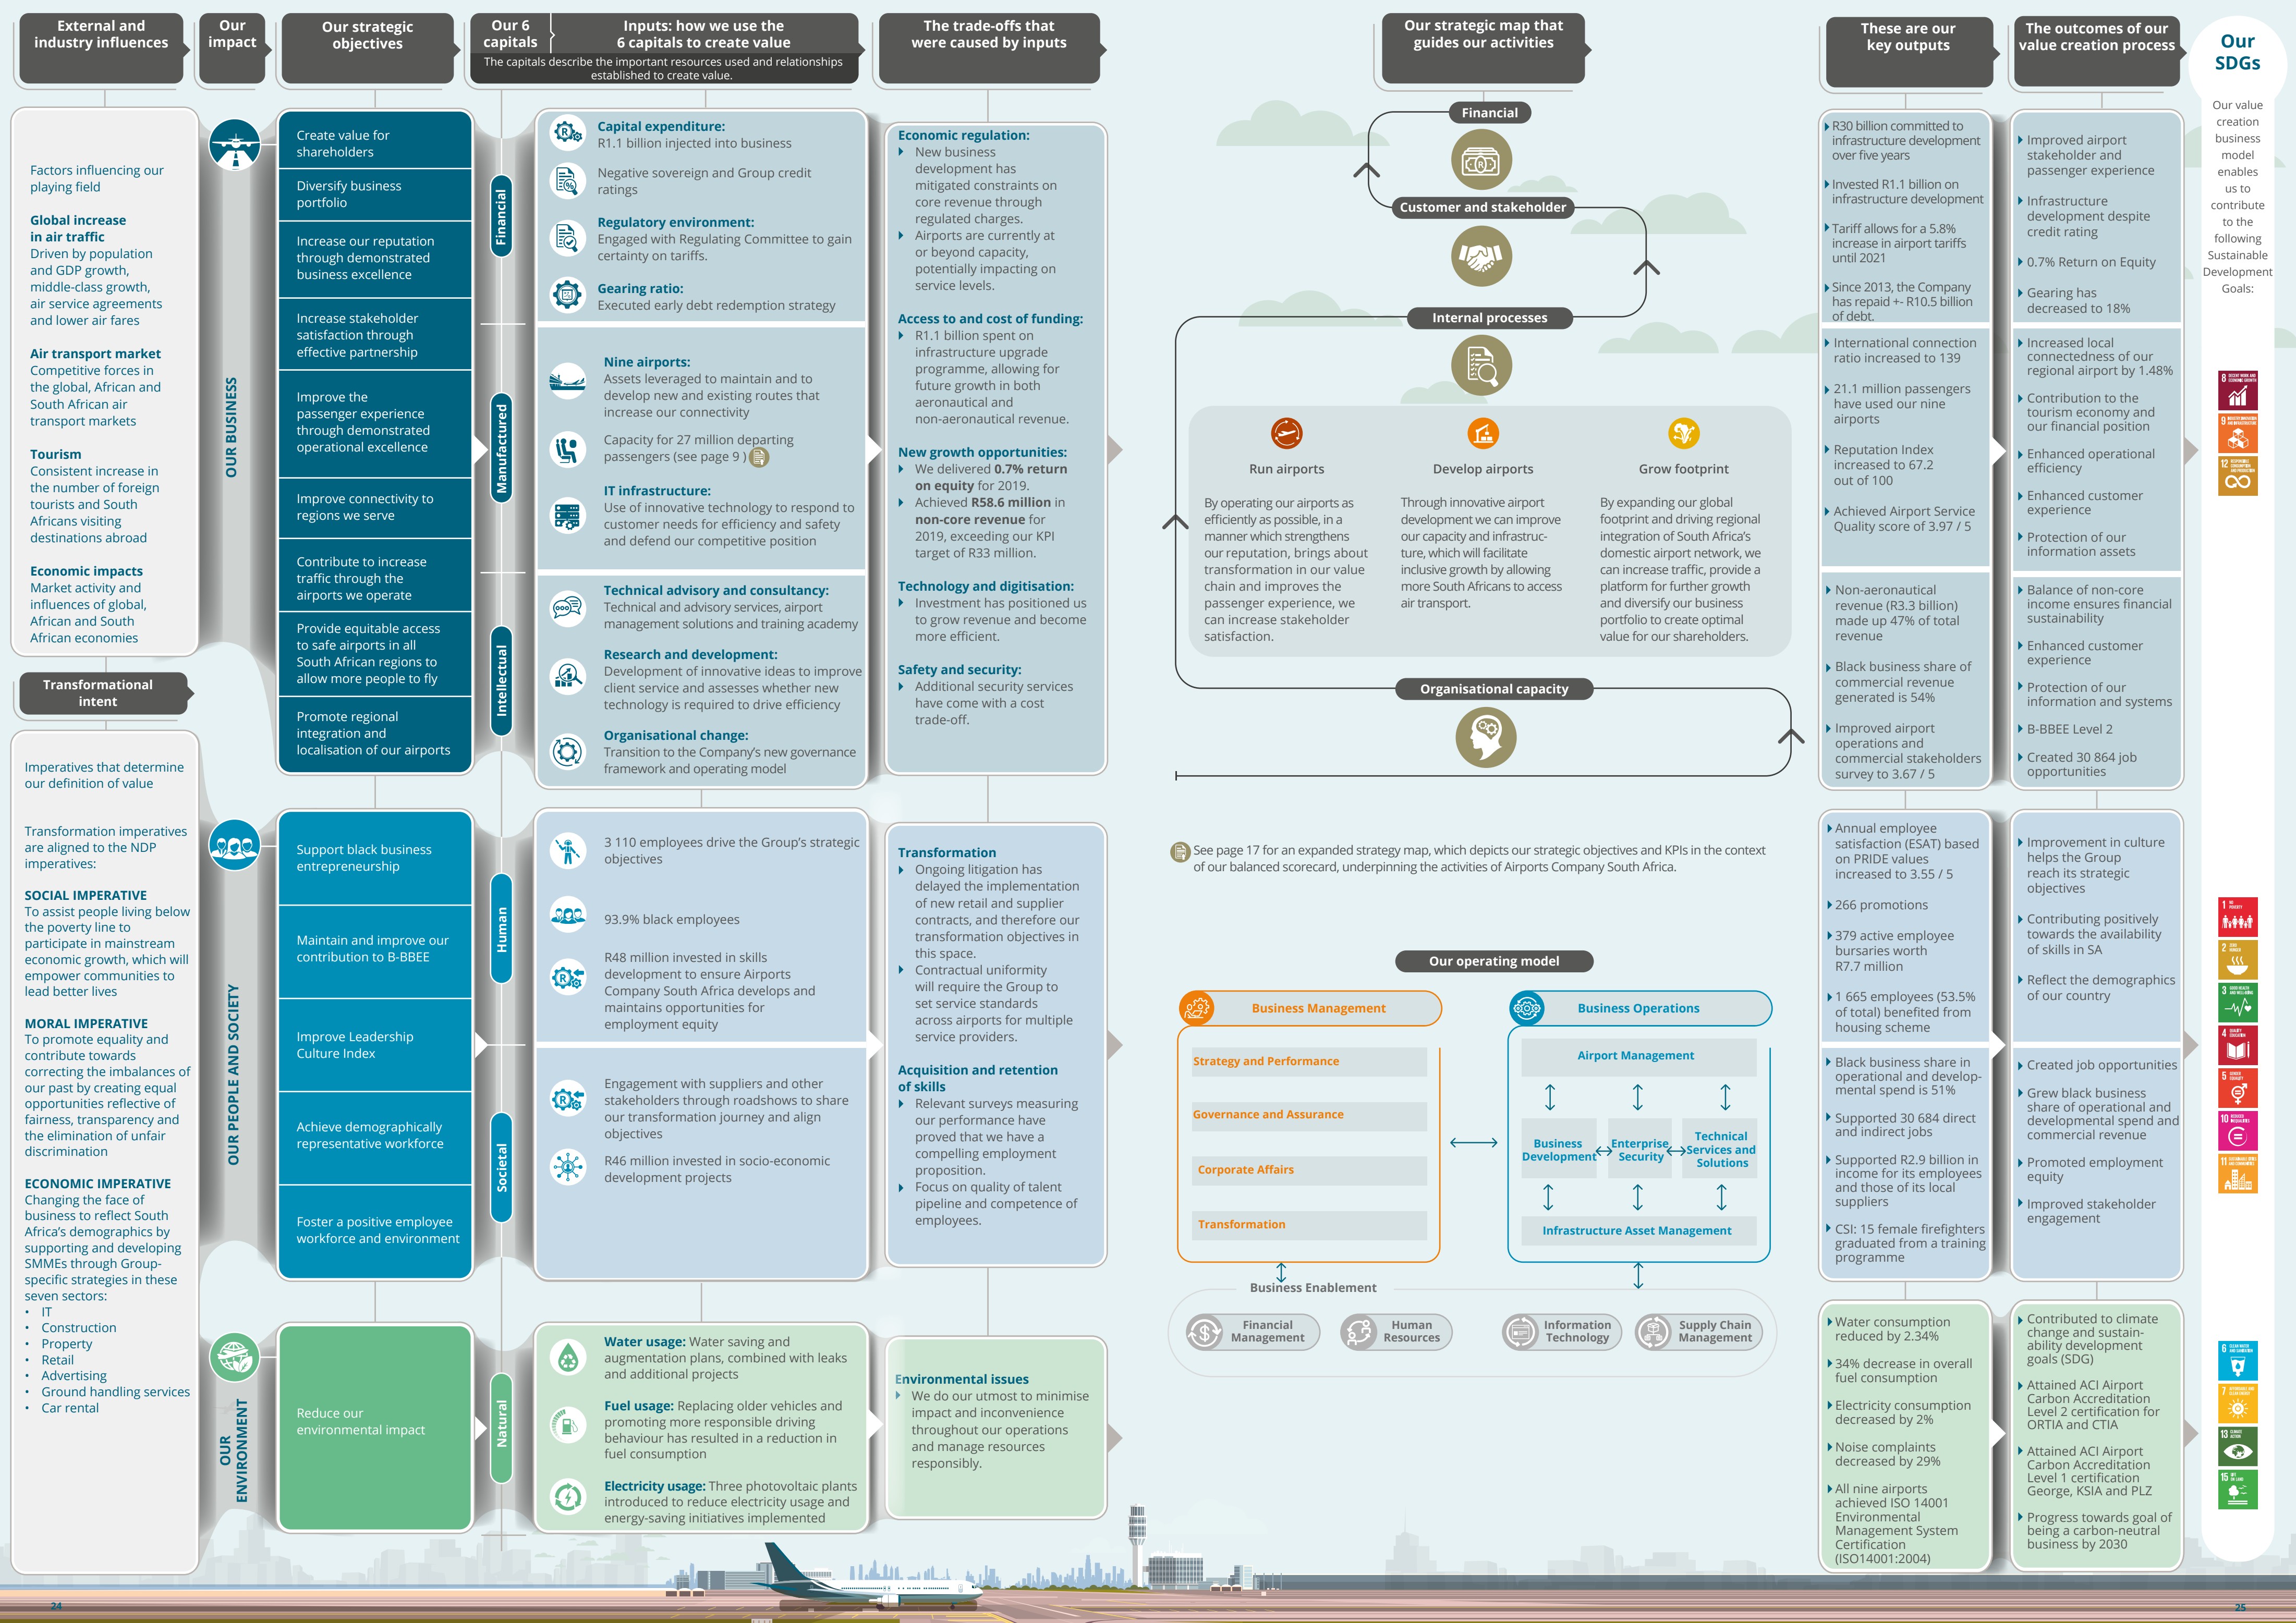 External and
industry influences
Our
impact
Our strategic
objectives
Our 6
capitals
Inputs: how we use the
6 capitals to create value
The capitals describe the important resources used and relationships
established to create value.
The trade-offs that
were caused by inputs
Our strategic map that
guides our activities
These are our
key outputs
The outcomes of our
value creation process
Our
SDGs
Factors influencing our
playing field
Global increase
in air traffic
Driven by population
and GDP growth,
middle-class growth,
air service agreements
and lower air fares
Air transport market
Competitive forces in
the global, African and
South African air
transport markets
Tourism
Consistent increase in
the number of foreign
tourists and South
Africans visiting
destinations abroad
Economic impacts
Market activity and
influences of global,
African and South
African economies
Transformational
intent
Imperatives that determine
our definition of value
Transformation imperatives
are aligned to the NDP
imperatives:
SOCIAL IMPERATIVE
To assist people living below
the poverty line to
participate in mainstream
economic growth, which will
empower communities to
lead better lives
MORAL IMPERATIVE
To promote equality and
contribute towards
correcting the imbalances of
our past by creating equal
opportunities reflective of
fairness, transparency and
the elimination of unfair
discrimination
ECONOMIC IMPERATIVE
Changing the face of
business to reflect South
Africa's demographics by
supporting and developing
SMMEs through Group-
specific strategies in these
seven sectors:
• IT
• Construction
• Property
• Retail
• Advertising
• Ground handling services
• Car rental
OUR BUSINESS
OUR PEOPLE AND SOCIETY
OUR
ENVIRONMENT
Create value for
shareholders
Diversify business
portfolio
Increase our reputation
through demonstrated
business excellence
Increase stakeholder
satisfaction through
effective partnership
Improve the
passenger experience
through demonstrated
operational excellence
Improve connectivity to
regions we serve
Contribute to increase
traffic through the
airports we operate
Provide equitable access
to safe airports in all
South African regions to
allow more people to fly
Promote regional
integration and
localisation of our airports
Support black business
entrepreneurship
Maintain and improve our
contribution to B-BBEE
Improve Leadership
Culture Index
Achieve demographically
representative workforce
Foster a positive employee
workforce and environment
Reduce our
environmental impact
Financial
Manufactured
Intellectual
Human
Societal
Natural
Capital expenditure:
R1.1 billion injected into business
Negative sovereign and Group credit
ratings
Regulatory environment:
Engaged with Regulating Committee to gain
certainty on tariffs.
Gearing ratio:
Executed early debt redemption strategy
Nine airports:
Assets leveraged to maintain and to
develop new and existing routes that
increase our connectivity
Capacity for 27 million departing
passengers (see page 9 )
IT infrastructure:
Use of innovative technology to respond to
customer needs for efficiency and safety
and defend our competitive position
Technical advisory and consultancy:
Technical and advisory services, airport
management solutions and training academy
Research and development:
Development of innovative ideas to improve
client service and assesses whether new
technology is required to drive efficiency
Organisational change:
Transition to the Company's new governance
framework and operating model
3 110 employees drive the Group's strategic
objectives
93.9% black employees
R48 million invested in skills
development to ensure Airports
Company South Africa develops and
maintains opportunities for
employment equity
Engagement with suppliers and other
stakeholders through roadshows to share
our transformation journey and align
objectives
R46 million invested in socio-economic
development projects
Water usage: Water saving and
augmentation plans, combined with leaks
and additional projects
Fuel usage: Replacing older vehicles and
promoting more responsible driving
behaviour has resulted in a reduction in
fuel consumption
Electricity usage: Three photovoltaic plants
introduced to reduce electricity usage and
energy-saving initiatives implemented
Economic regulation:
New business
development has
mitigated constraints on
core revenue through
regulated charges.
Airports are currently at
or beyond capacity,
potentially impacting on
service levels.
Access to and cost of funding:
R1.1 billion spent on
infrastructure upgrade
programme, allowing for
future growth in both
aeronautical and
non-aeronautical revenue.
New growth opportunities:
We delivered 0.7% return
on equity for 2019.
Achieved R58.6 million in
non-core revenue for
2019, exceeding our KPI
target of R33 million.
Technology and digitisation:
Investment has positioned us
to grow revenue and become
more efficient.
Safety and security:
Additional security services
have come with a cost
trade-off.
Transformation
Ongoing litigation has
delayed the implementation
of new retail and supplier
contracts, and therefore our
transformation objectives in
this space.
Contractual uniformity
will require the Group to
set service standards
across airports for multiple
service providers.
Acquisition and retention
of skills
Relevant surveys measuring
our performance have
proved that we have a
compelling employment
proposition.
Focus on quality of talent
pipeline and competence of
employees.
Environmental issues
We do our utmost to minimise
impact and inconvenience
throughout our operations
and manage resources
responsibly.
Financial
Customer and stakeholder
Internal processes
Run airports
By operating our airports as
efficiently as possible, in a
manner which strengthens
our reputation, brings about
transformation in our value
chain and improves the
passenger experience, we
can increase stakeholder
satisfaction.
Develop airports
Through innovative airport
development we can improve
our capacity and infrastruc-
ture, which will facilitate
inclusive growth by allowing
more South Africans to access
air transport.
Grow footprint
By expanding our global
footprint and driving regional
integration of South Africa's
domestic airport network, we
can increase traffic, provide a
platform for further growth
and diversify our business
portfolio to create optimal
value for our shareholders.
Organisational capacity
See page 17 for an expanded strategy map, which depicts our strategic objectives and KPIs in the context
of our balanced scorecard, underpinning the activities of Airports Company South Africa.
Our operating model
Business Management
Strategy and Performance
Governance and Assurance
Corporate Affairs
Transformation
Business Operations
Airport Management
Business
Development
Enterprise
Security
Technical
Services and
Solutions
Infrastructure Asset Management
Business Enablement
Financial
Management
Human
Resources
Information
Technology
Supply Chain
Management
R30 billion committed to
infrastructure development
over five years
Invested R1.1 billion on
infrastructure development
Tariff allows for a 5.8%
increase in airport tariffs
until 2021
Since 2013, the Company
has repaid +- R10.5 billion
of debt.
International connection
ratio increased to 139
21.1 million passengers
have used our nine
airports
Reputation Index
increased to 67.2
out of 100
Achieved Airport Service
Quality score of 3.97 / 5
Non-aeronautical
revenue (R3.3 billion)
made up 47% of total
revenue
Black business share of
commercial revenue
generated is 54%
Improved airport
operations and
commercial stakeholders
survey to 3.67 / 5
Annual employee
satisfaction (ESAT) based
on PRIDE values
increased to 3.55 / 5
266 promotions
379 active employee
bursaries worth
R7.7 million
1 665 employees (53.5%
of total) benefited from
housing scheme
Black business share in
operational and develop-
mental spend is 51%
Supported 30 684 direct
and indirect jobs
Supported R2.9 billion in
income for its employees
and those of its local
suppliers
CSI: 15 female firefighters
graduated from a training
programme
Water consumption
reduced by 2.34%
34% decrease in overall
fuel consumption
Electricity consumption
decreased by 2%
Noise complaints
decreased by 29%
All nine airports
achieved ISO 14001
Environmental
Management System
Certification
(ISO14001:2004)
Improved airport
stakeholder and
passenger experience
Infrastructure
development despite
credit rating
0.7% Return on Equity
Gearing has
decreased to 18%
Increased local
connectedness of our
regional airport by 1.48%
Contribution to the
tourism economy and
our financial position
Enhanced operational
efficiency
Enhanced customer
experience
Protection of our
information assets
Balance of non-core
income ensures financial
sustainability
Enhanced customer
experience
Protection of our
information and systems
B-BBEE Level 2
Created 30 864 job
opportunities
Improvement in culture
helps the Group
reach its strategic
objectives
Contributing positively
towards the availability
of skills in SA
Reflect the demographics
of our country
Created job opportunities
Grew black business
share of operational and
developmental spend and
commercial revenue
Promoted employment
equity
Improved stakeholder
engagement
Contributed to climate
change and sustain-
ability development
goals (SDG)
Attained ACI Airport
Carbon Accreditation
Level 2 certification for
ORTIA and CTIA
Attained ACI Airport
Carbon Accreditation
Level 1 certification
George, KSIA and PLZ
Progress towards goal of
being a carbon-neutral
business by 2030
Our value
creation
business
model
enables
us to
contribute
to the
following
Sustainable
Development
Goals:
8
9
12
1
2
3
4
5
10
11
6
7
13
15
24
25